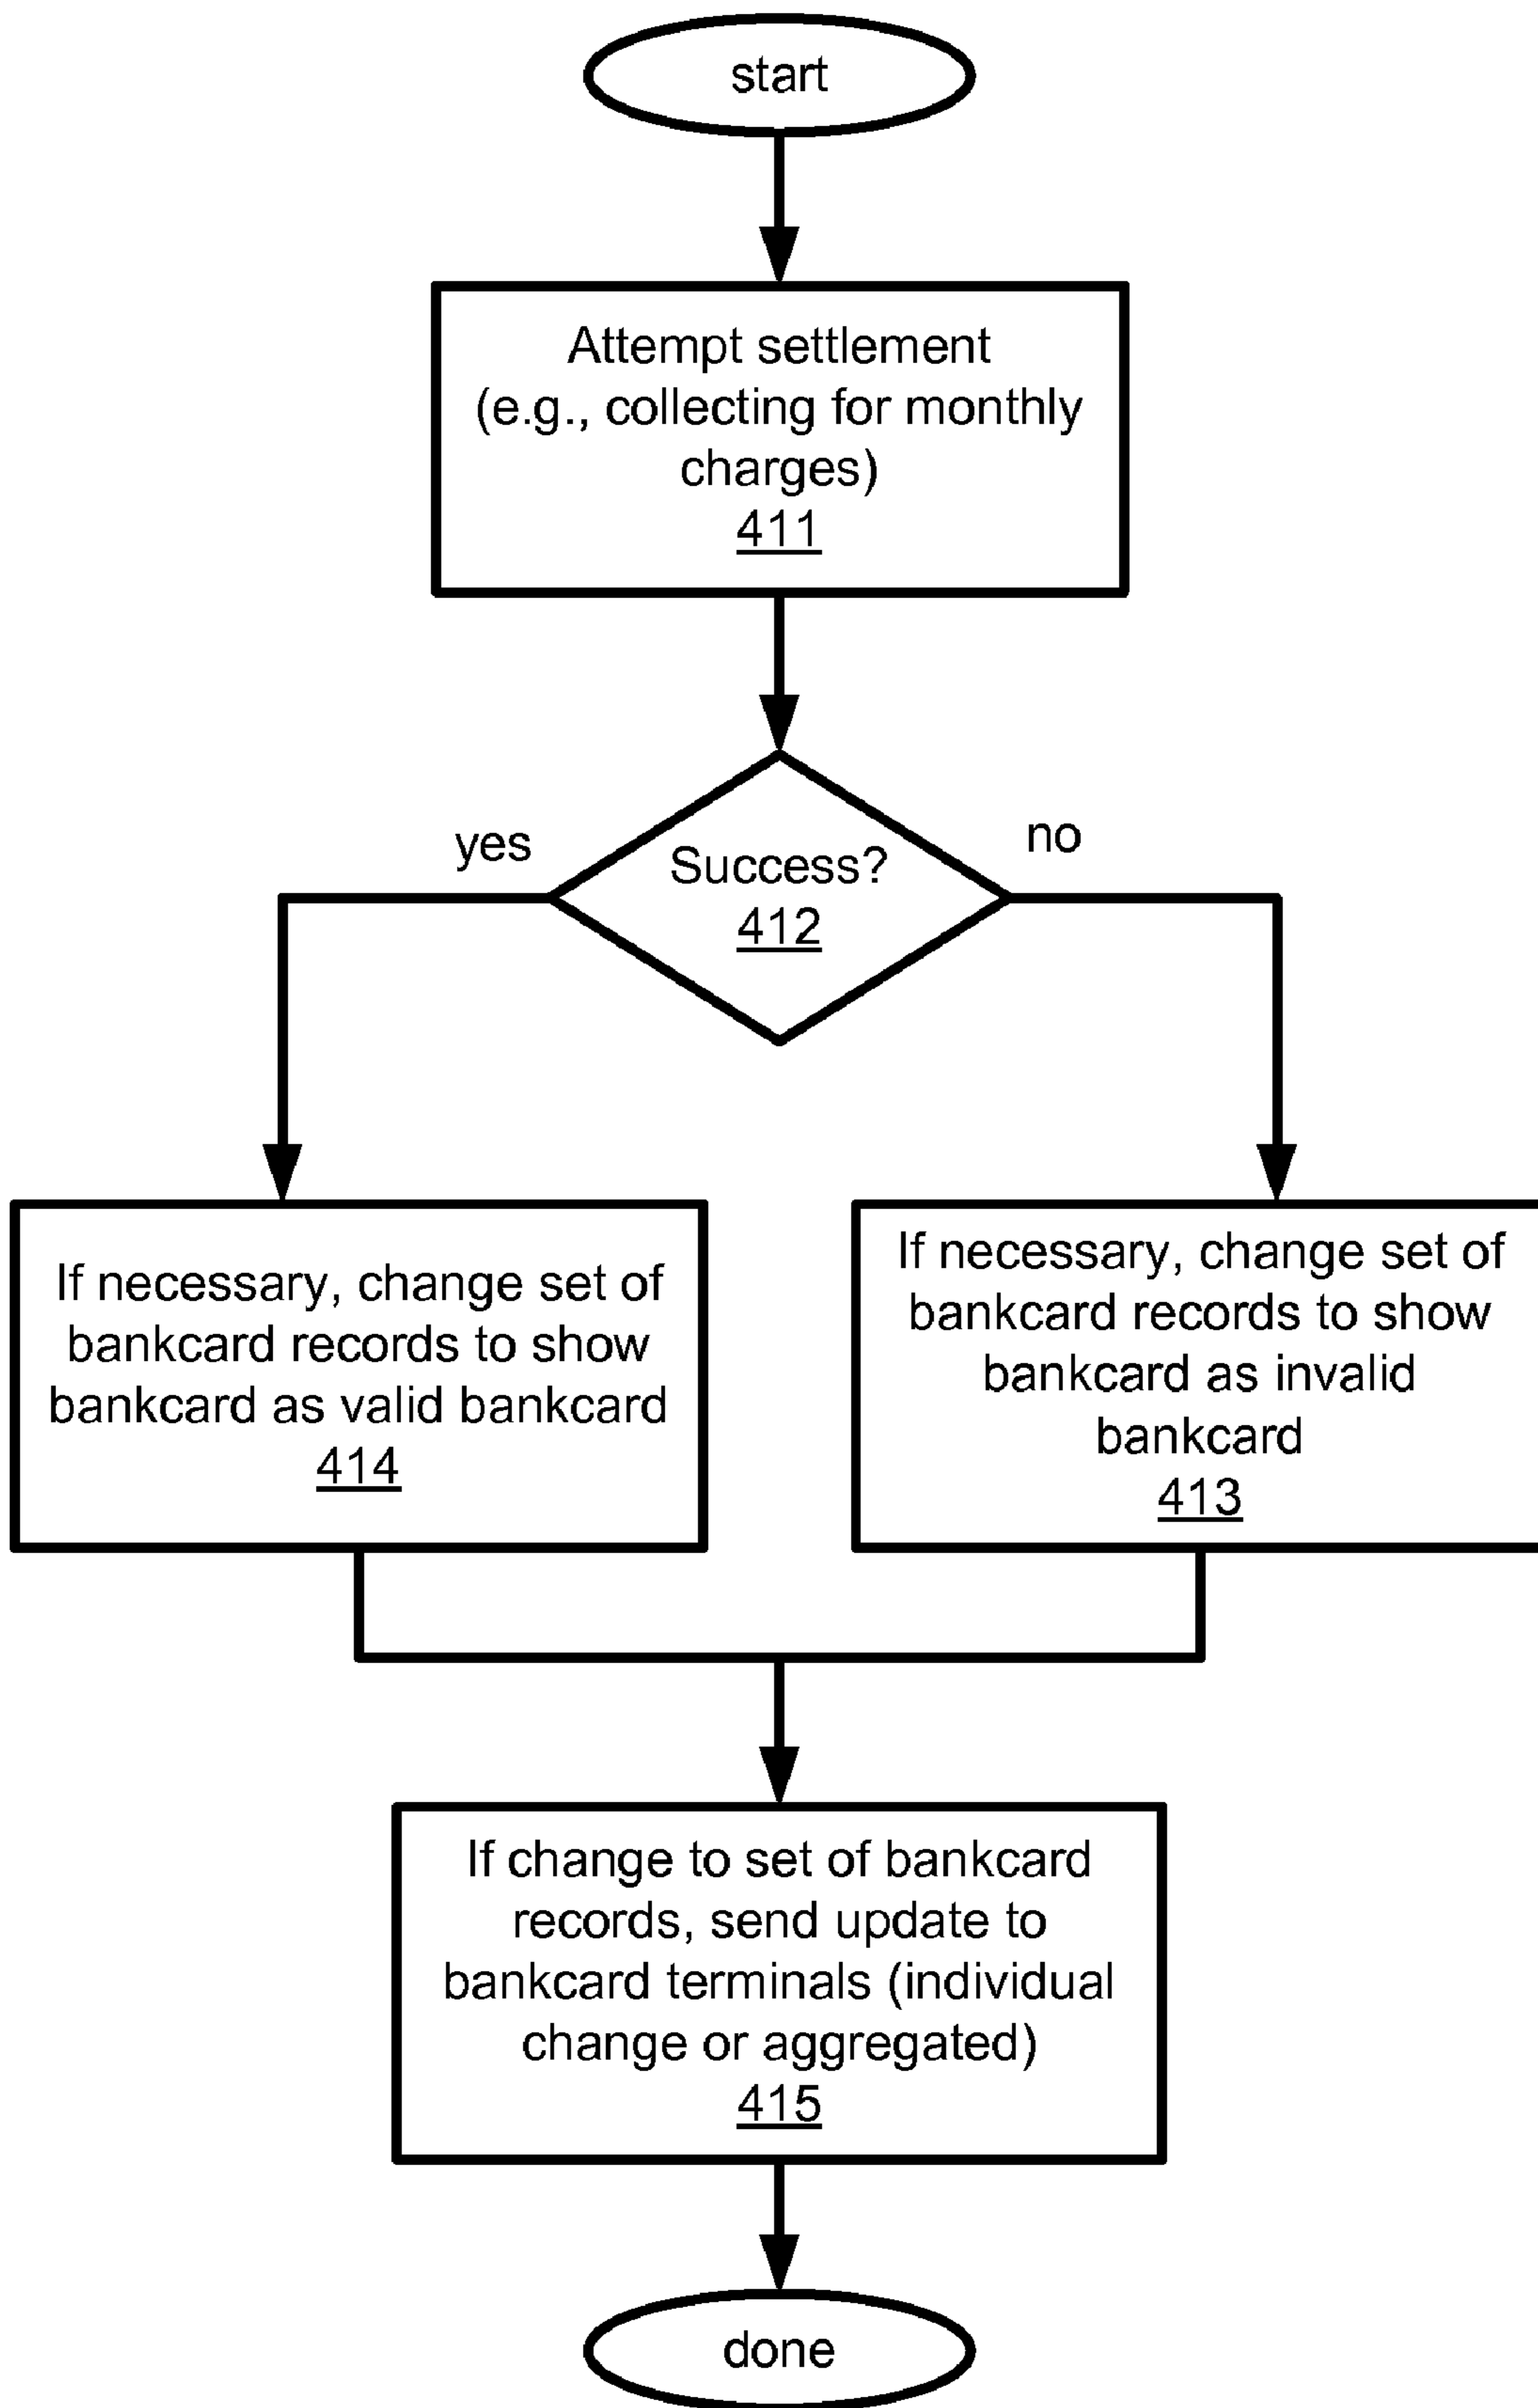 start
Attempt settlement
(e.g., collecting for monthly
charges)
411
yes
no
Success?
412
If necessary, change set of
bankcard records to show
bankcard as valid bankcard
414
If necessary, change set of
bankcard records to show
bankcard as invalid
bankcard
413
If change to set of bankcard
records, send update to
bankcard terminals (individual
change or aggregated)
415
done